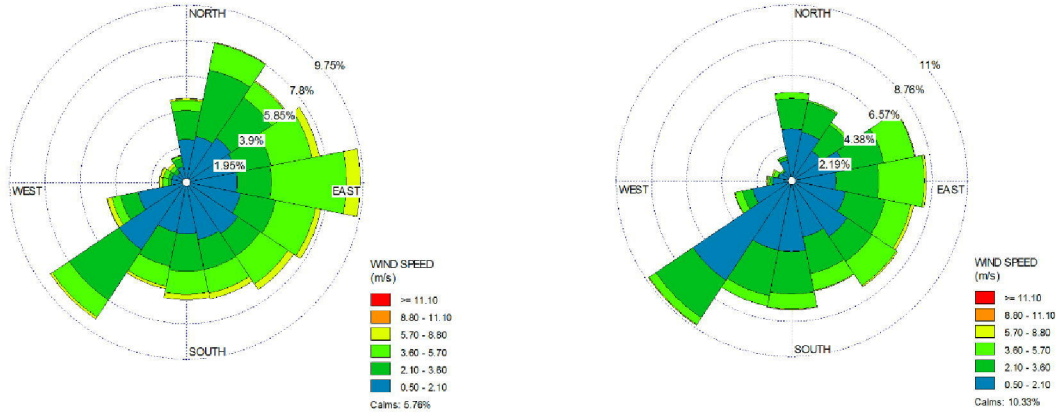 NORTH
9.75%
7.8%
5.85%
3.9%
1.95%
WEST
EAST
SOUTH
WIND SPEED
(m/s)
>= 11.10
8.80 - 11.10
5.70 - 8.80
3.60 - 5.70
2.10 - 3.60
0.50 - 2.10
Calms: 5.76%
NORTH
11%
8.76%
6.57%
4.38%
2.19%
WEST
EAST
SOUTH
WIND SPEED
(m/s)
>= 11.10
8.80 - 11.10
5.70 - 8.80
3.60 - 5.70
2.10 - 3.60
0.50 - 2.10
Calms: 10.33%